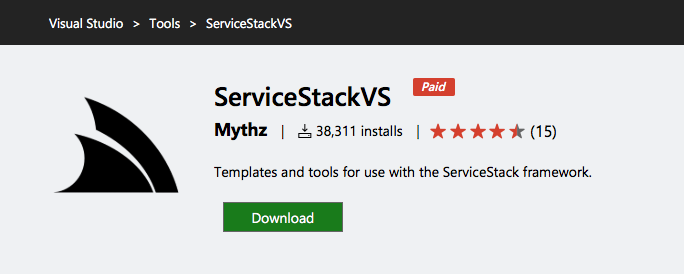 Visual Studio > Tools > ServiceStackVS
ServiceStackVS Paid
Mythz | 38,311 installs | (15)
Templates and tools for use with the ServiceStack framework.
Download